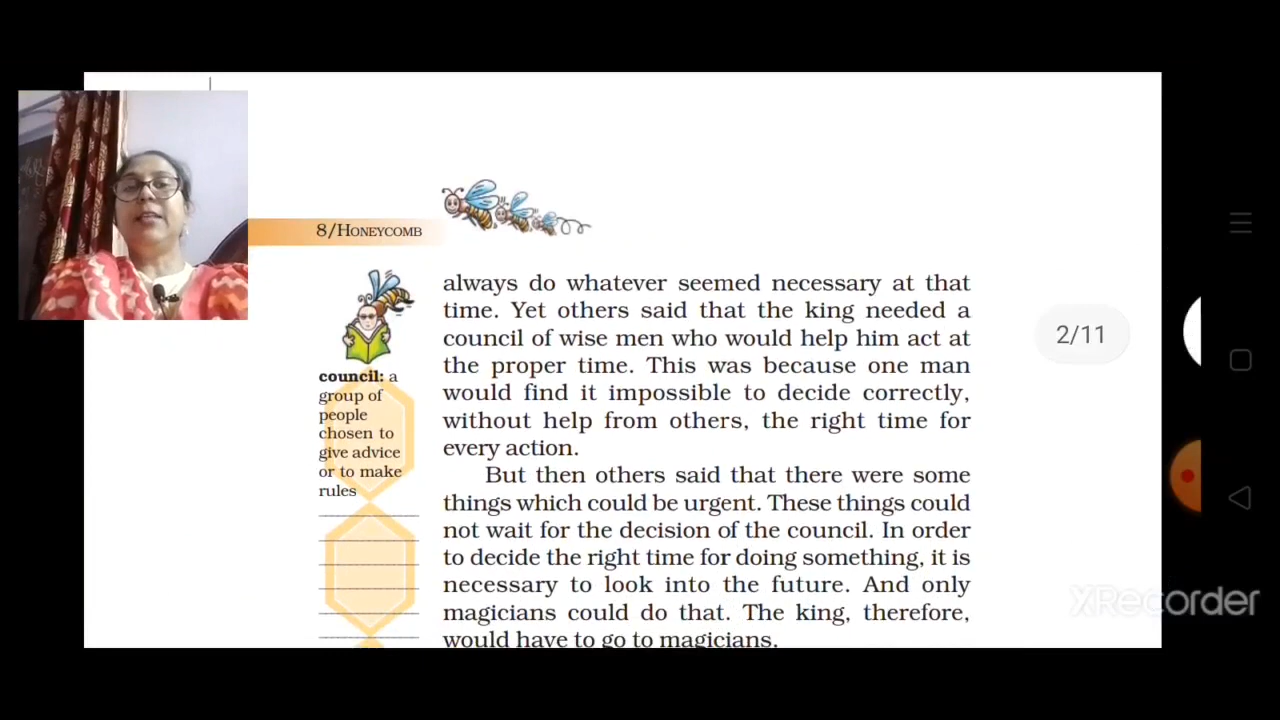 8/HONEYCOMB
always do whatever seemed necessary at that
time. Yet others said that the king needed a
council of wise men who would help him act at
the proper time. This was because one man
would find it impossible to decide correctly,
without help from others, the right time for
every action.
But then others said that there were some
things which could be urgent. These things could
not wait for the decision of the council. In order
to decide the right time for doing something, it is
necessary to look into the future. And only
magicians could do that. The king, therefore,
would have to go to magicians.
council: a
group of
people
chosen to
give advice
or to make
rules
2/11
XRecorder